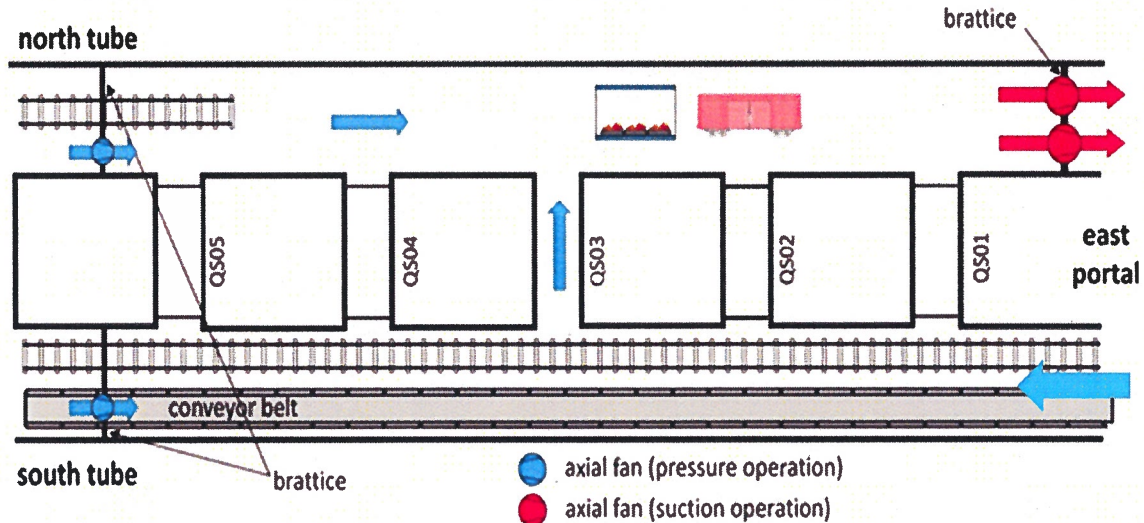 brattice
north tube
QS05
QS04
QS03
QS02
QS01
east
portal
conveyor belt
south tube
brattice
axial fan (pressure operation)
axial fan (suction operation)